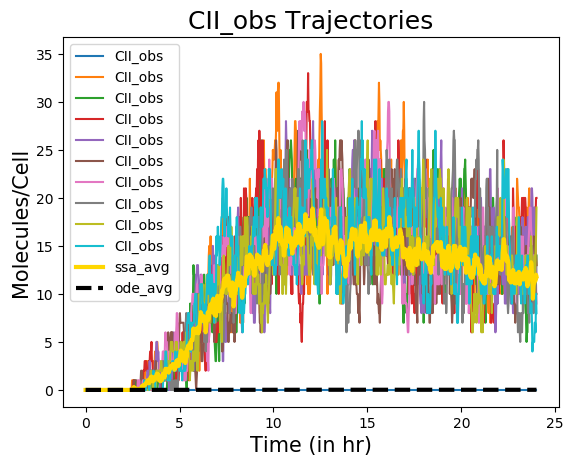 CII_obs Trajectories
Molecules/Cell
35
30
25
20
15
10
5
0
CII_obs
CII_obs
CII_obs
CII_obs
CII_obs
CII_obs
CII_obs
CII_obs
CII_obs
CII_obs
ssa_avg
ode_avg
0 5 10 15 20 25
Time (in hr)